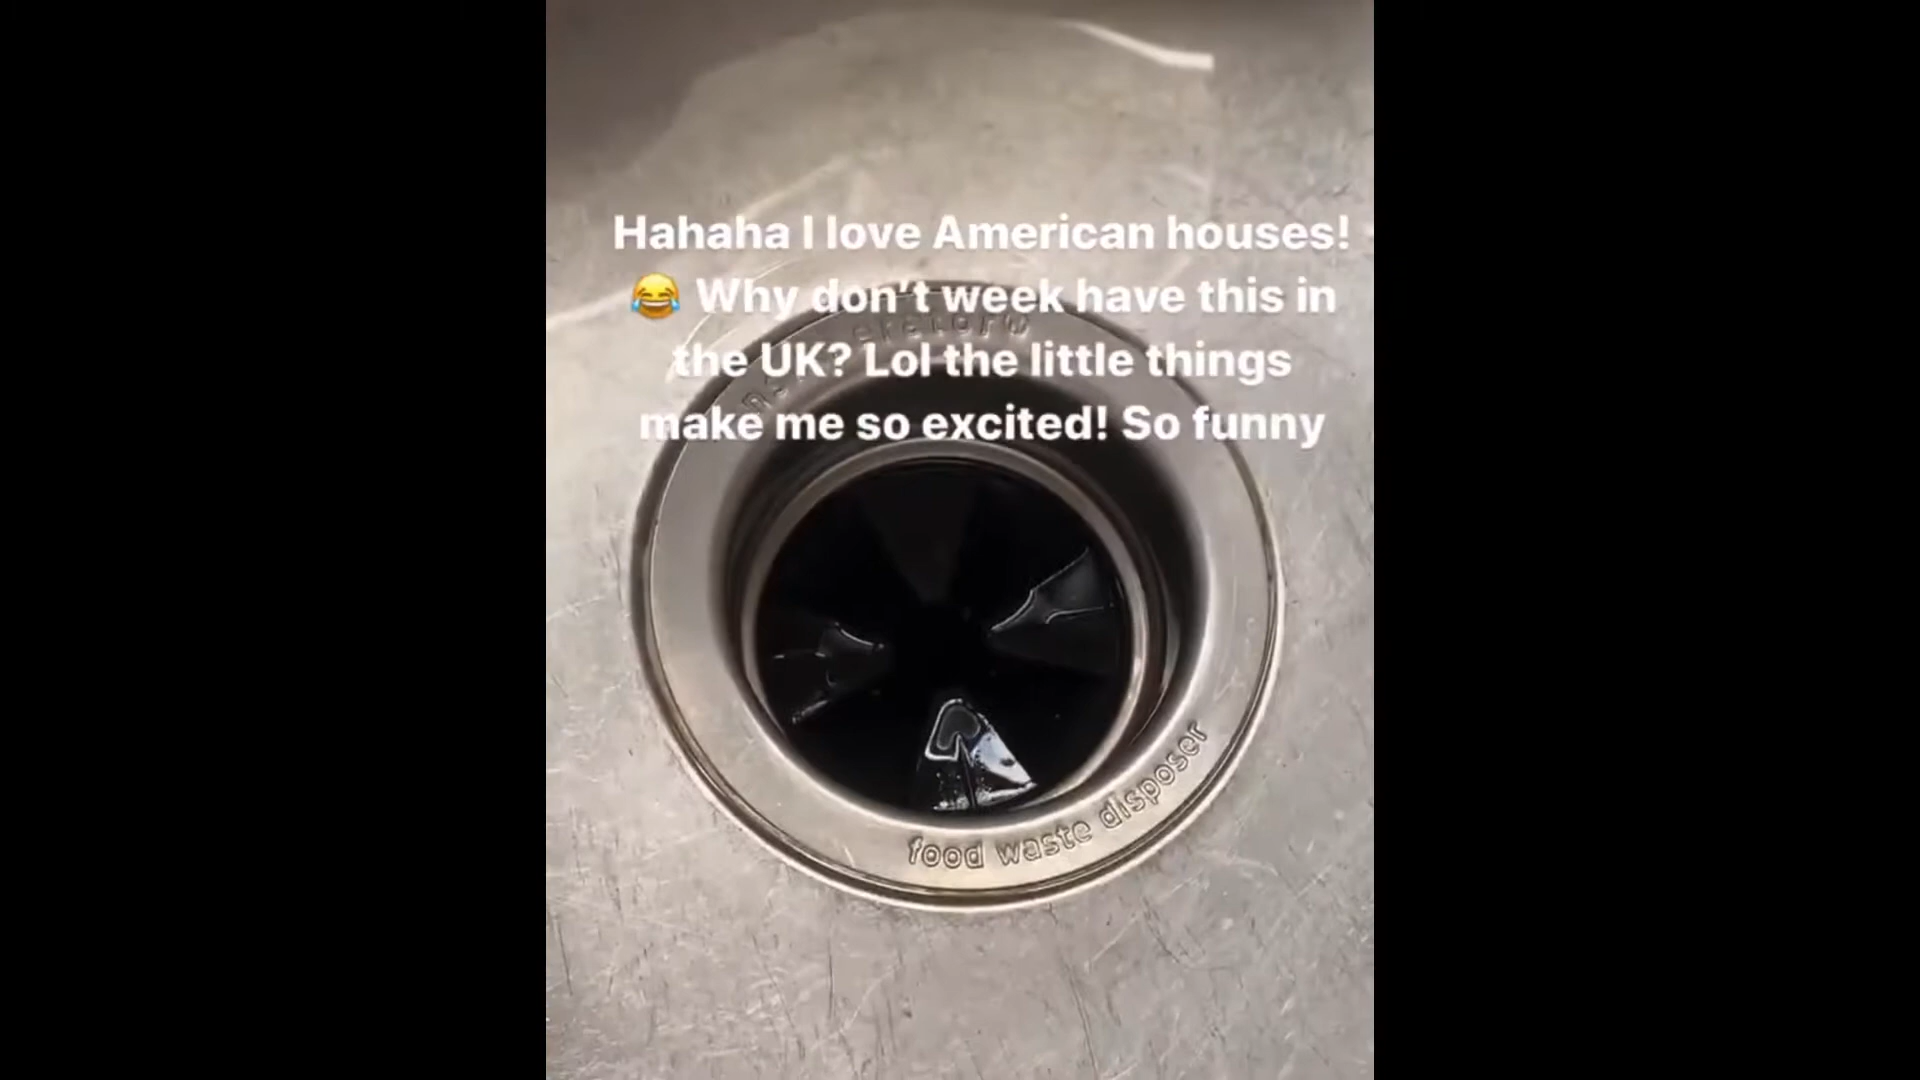 Hahaha I love American houses!
😂 Why don't week have this in
the UK? Lol the little things
make me so excited! So funny
food waste disposer